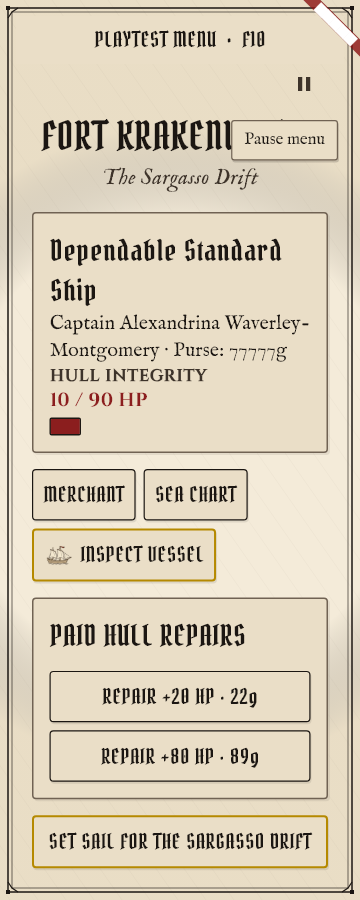 PLAYTEST MENU · F10
FORT KRAKEN
Pause menu
The Sargasso Drift
Dependable Standard
Ship
Captain Alexandrina Waverley-
Montgomery · Purse: 77777g
HULL INTEGRITY
10 / 90 HP
MERCHANT
SEA CHART
INSPECT VESSEL
PAID HULL REPAIRS
REPAIR +20 HP · 22g
REPAIR +80 HP · 89g
SET SAIL FOR THE SARGASSO DRIFT